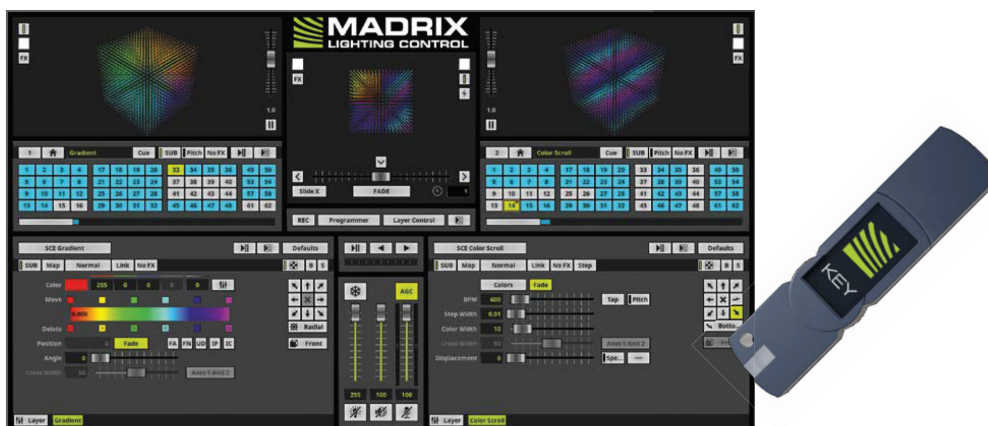 MADRIX
LIGHTING CONTROL
FX
FX
FX
1.0
1.0
1 Gradient Cue SUB Pitch No FX
1 2 3 4 17 18 19 20 33 34 35 36 49 50
5 6 7 8 21 22 23 24 37 38 39 40 53 54
9 10 11 12 25 26 27 28 41 42 43 44 57 58
13 14 15 16 29 30 31 32 45 46 47 48 61 62
Slide X FADE 1
REC Programmer Layer Control
2 Color Scroll Cue SUB Pitch No FX
1 2 3 4 17 18 19 20 33 34 35 36 49 50
5 6 7 8 21 22 23 24 37 38 39 40 53 54
9 10 11 12 25 26 27 28 41 42 43 44 57 58
13 14 15 16 29 30 31 32 45 46 47 48 61 62
SCE Gradient Defaults
SUB Map Normal Link No FX B S
Color 255 0 0 0 0
Move
0.000
Delete
Position 0 Fade FA FN UD IP IC
Angle 0
Cross Width 50 Axes 1 And 2
Radial
Front
Layer Gradient
AGC
255 100 100
SCE Color Scroll Defaults
SUB Map Normal Link No FX Step B S
Colors Fade
BPM 600 Tap Pitch
Step Width 0.01
Color Width 10
Cross Width 50 Axes 1 And 2
Displacement 0 Spe...
Botto...
Layer Color Scroll
KEY